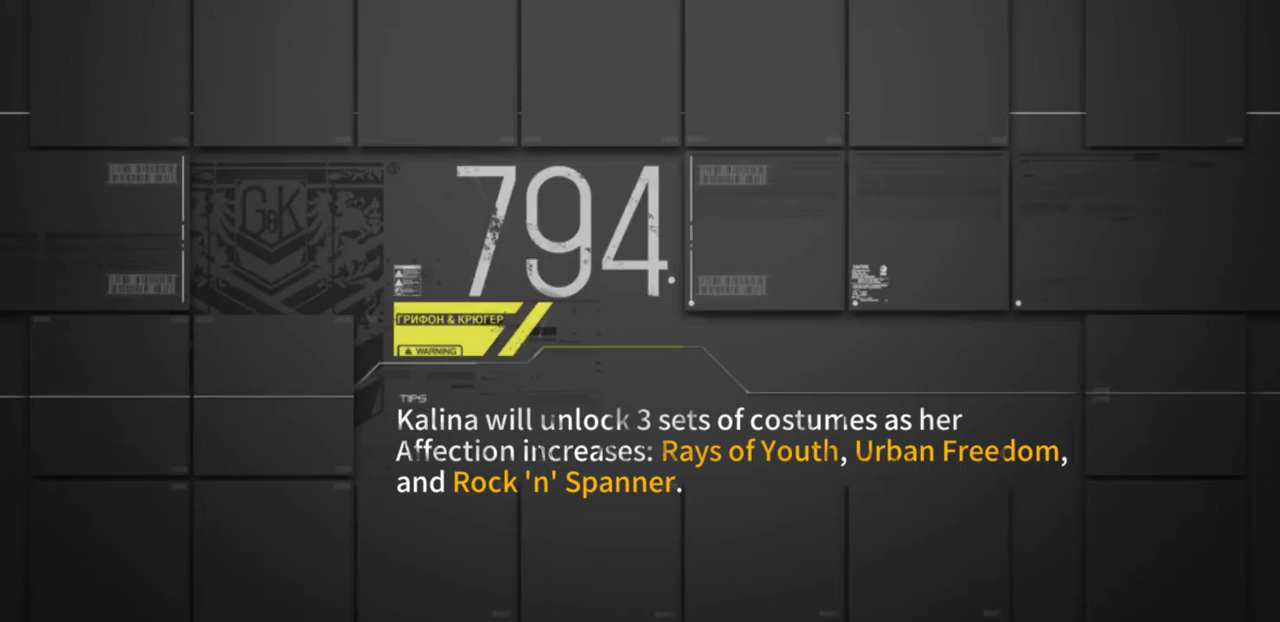 G&K
794.
ГРИФОН & КРЮГЕР
WARNING
TIPS
Kalina will unlock 3 sets of costumes as her
Affection increases: Rays of Youth, Urban Freedom,
and Rock 'n' Spanner.